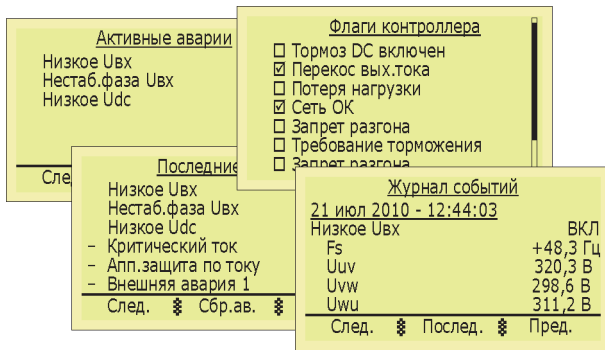 Активные аварии
Низкое Uвх
Нестаб.фаза Uвх
Низкое Udc
Флаги контроллера
Тормоз DC включен
Перекос вых.тока
Потеря нагрузки
Сеть ОК
Запрет разгона
Требование торможения
Запрет разгона
Последние
Низкое Uвх
Нестаб.фаза Uвх
Низкое Udc
– Критический ток
– Апп.защита по току
– Внешняя авария 1
След. Сбр.ав.
Журнал событий
21 июл 2010 - 12:44:03
Низкое Uвх ВКЛ
Fs +48,3 Гц
Uuv 320,3 В
Uvw 298,6 В
Uwu 311,2 В
След. Послед. Пред.